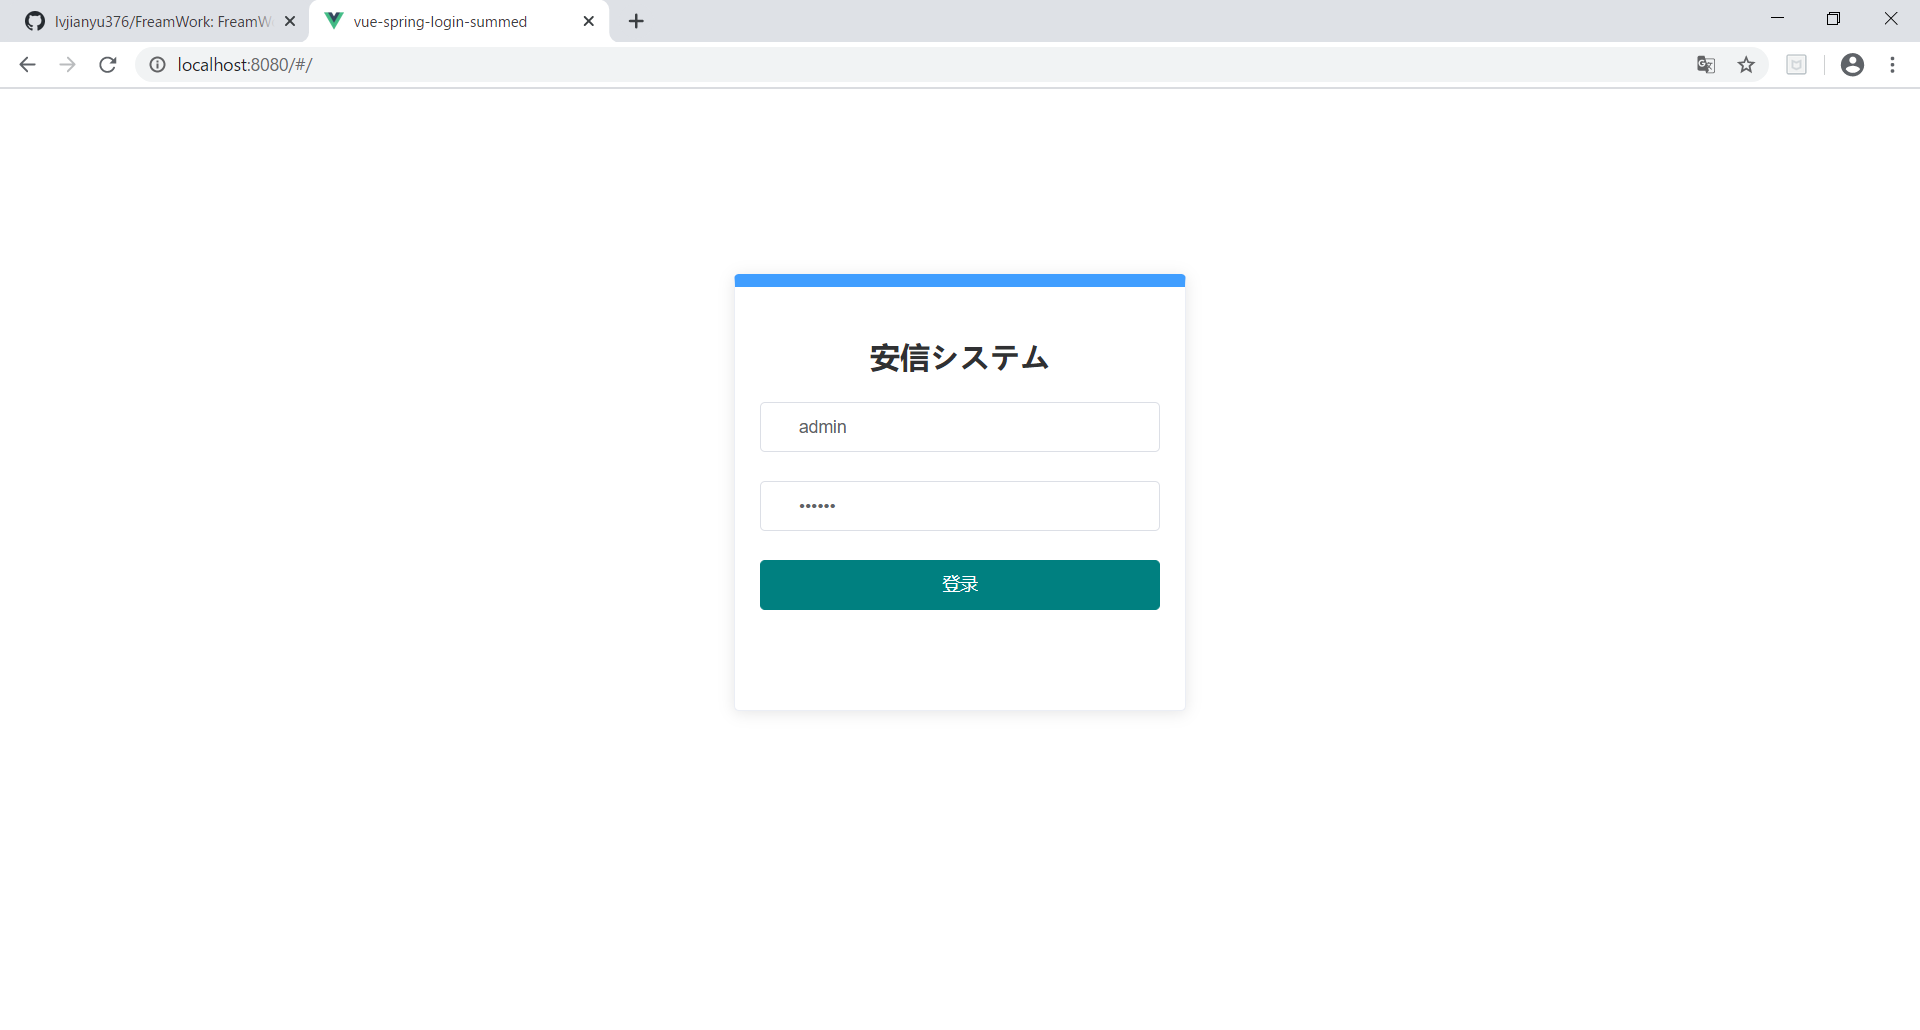 lvjianyu376/FreamWork: FreamW
vue-spring-login-summed
localhost:8080/#/
安信システム
admin
••••••
登录